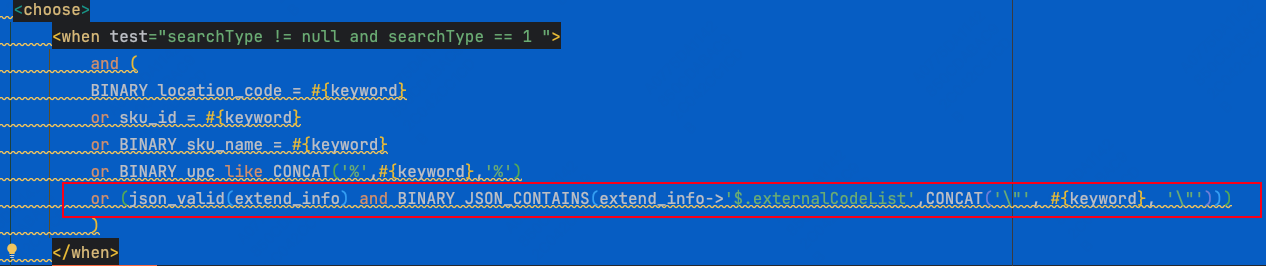 <choose>
<when test="searchType != null and searchType == 1 ">
and (
BINARY location_code = #{keyword}
or sku_id = #{keyword}
or BINARY sku_name = #{keyword}
or BINARY upc like CONCAT('%',#{keyword},'%')
or (json_valid(extend_info) and BINARY JSON_CONTAINS(extend_info->'$.externalCodeList',CONCAT('\"', #{keyword}, '\"')))
)
</when>